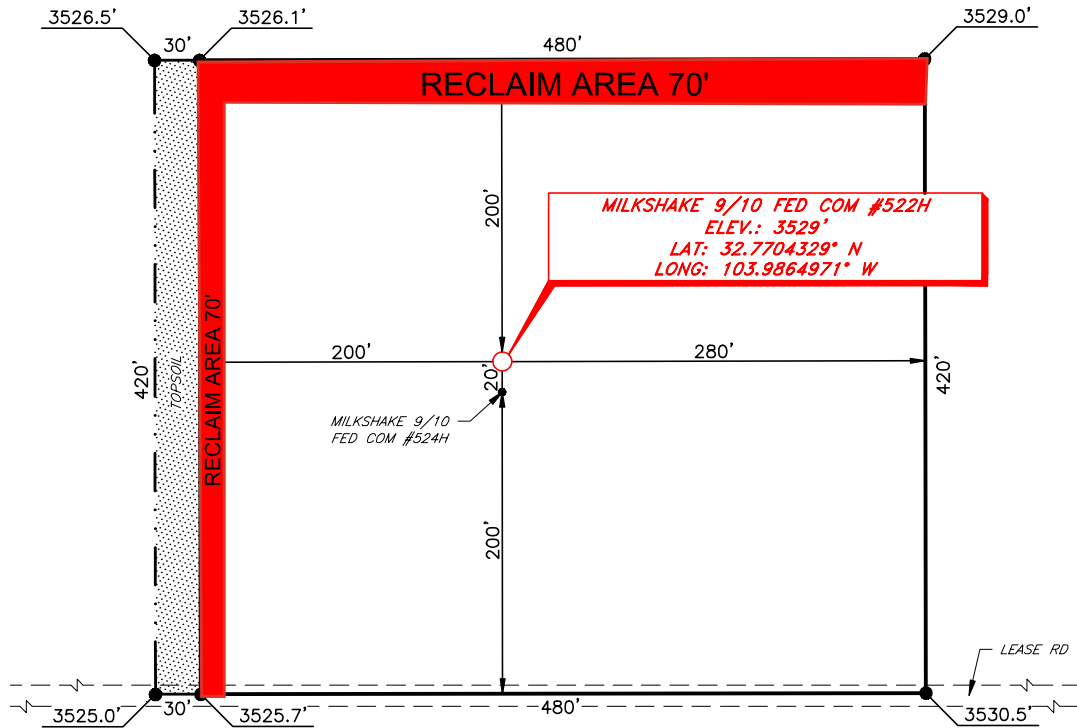 3526.5'
3526.1'
3529.0'
30'
480'
RECLAIM AREA 70'
200'
MILKSHAKE 9/10 FED COM #522H
ELEV.: 3529'
LAT: 32.7704329° N
LONG: 103.9864971° W
420'
TOPSOIL
RECLAIM AREA 70'
200'
280'
20'
420'
MILKSHAKE 9/10
FED COM #524H
200'
LEASE RD
3525.0'
30'
3525.7'
480'
3530.5'